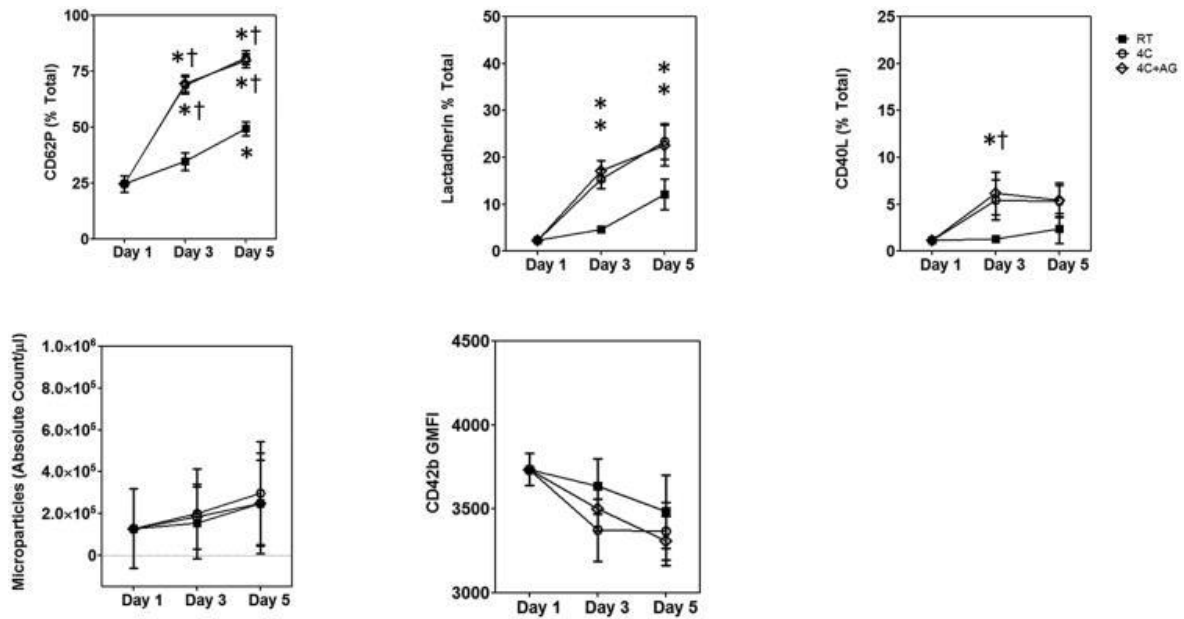 CD62P (% Total)
100
75
50
25
0
*† *†
*† *†
*
Day 1 Day 3 Day 5
Lactadherin % Total
50
40
30
20
10
0
* *
* *
Day 1 Day 3 Day 5
CD40L (% Total)
25
20
15
10
5
0
*†
Day 1 Day 3 Day 5
RT
4C
4C+AG
Microparticles (Absolute Count/µl)
1.0×10⁶
8.0×10⁵
6.0×10⁵
4.0×10⁵
2.0×10⁵
0
Day 1 Day 3 Day 5
CD42b GMFI
4500
4000
3500
3000
Day 1 Day 3 Day 5